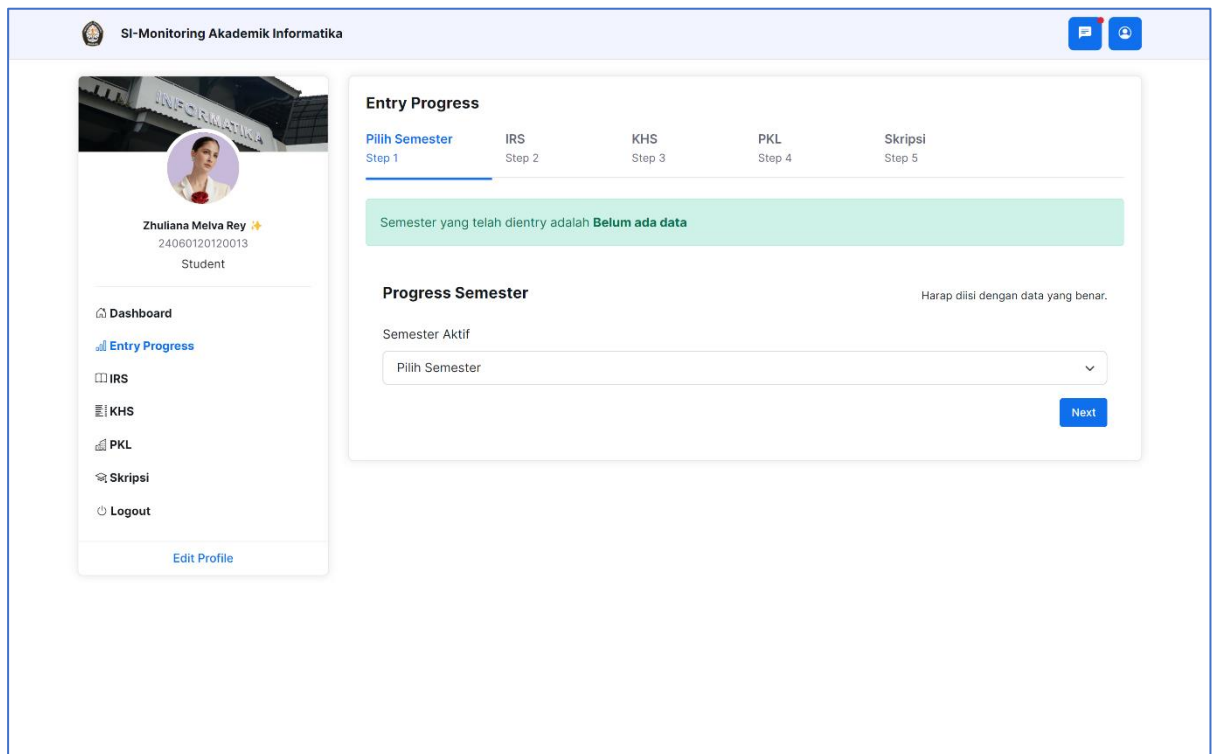 SI-Monitoring Akademik Informatika
INFORMATIKA
Zhuliana Melva Rey ✨
24060120120013
Student
Dashboard
Entry Progress
IRS
KHS
PKL
Skripsi
Logout
Edit Profile
Entry Progress
Pilih Semester
Step 1
IRS
Step 2
KHS
Step 3
PKL
Step 4
Skripsi
Step 5
Semester yang telah dientry adalah Belum ada data
Progress Semester
Harap diisi dengan data yang benar.
Semester Aktif
Pilih Semester
Next